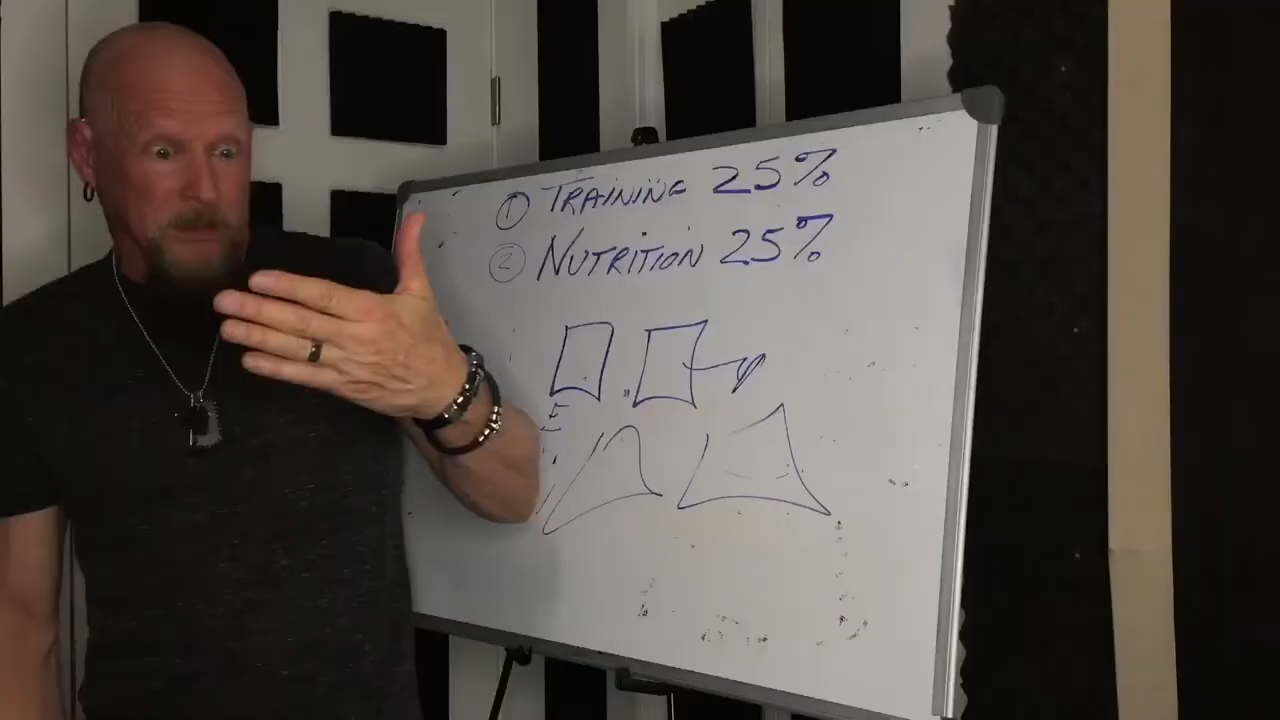 ① TRAINING 25%
② NUTRITION 25%